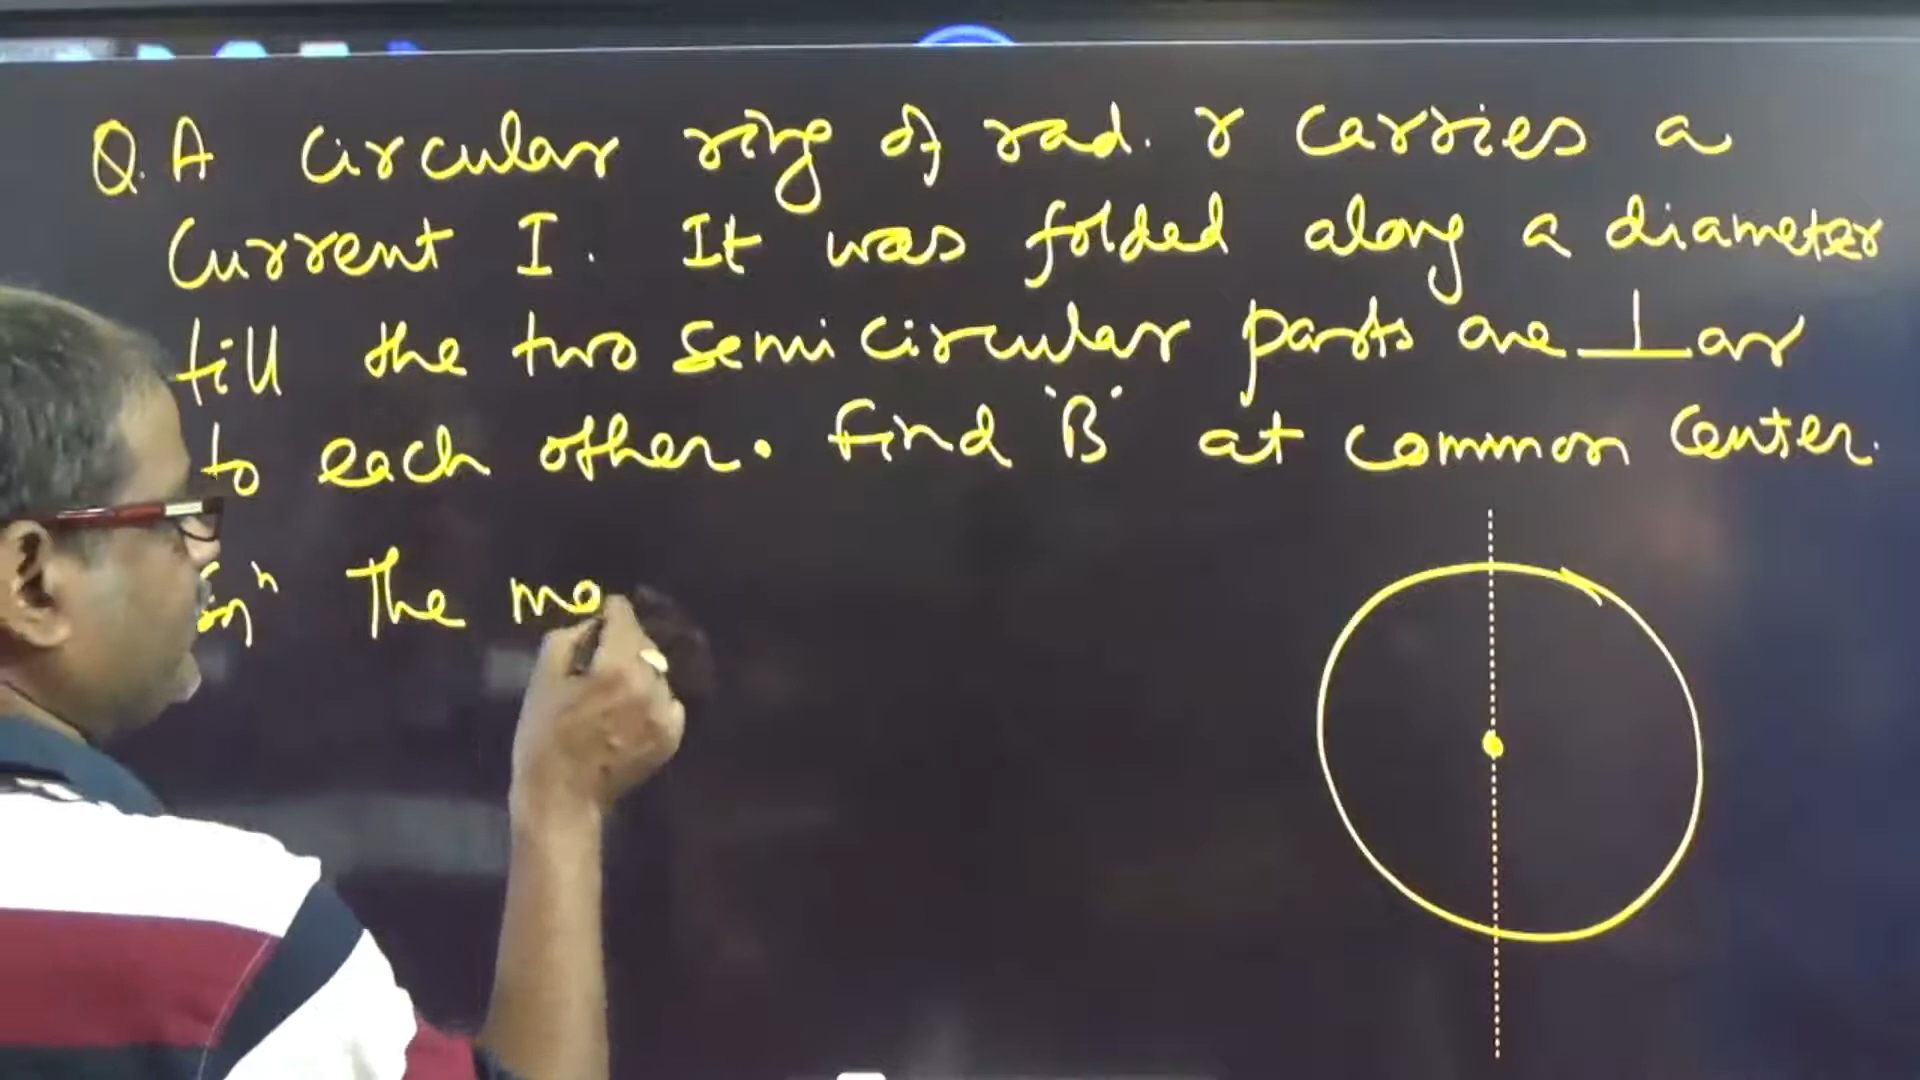 Q. A circular ring of rad. r carries a
current I. It was folded along a diameter
till the two semi circular parts are ⊥ar
to each other. Find 'B' at common center.
The me